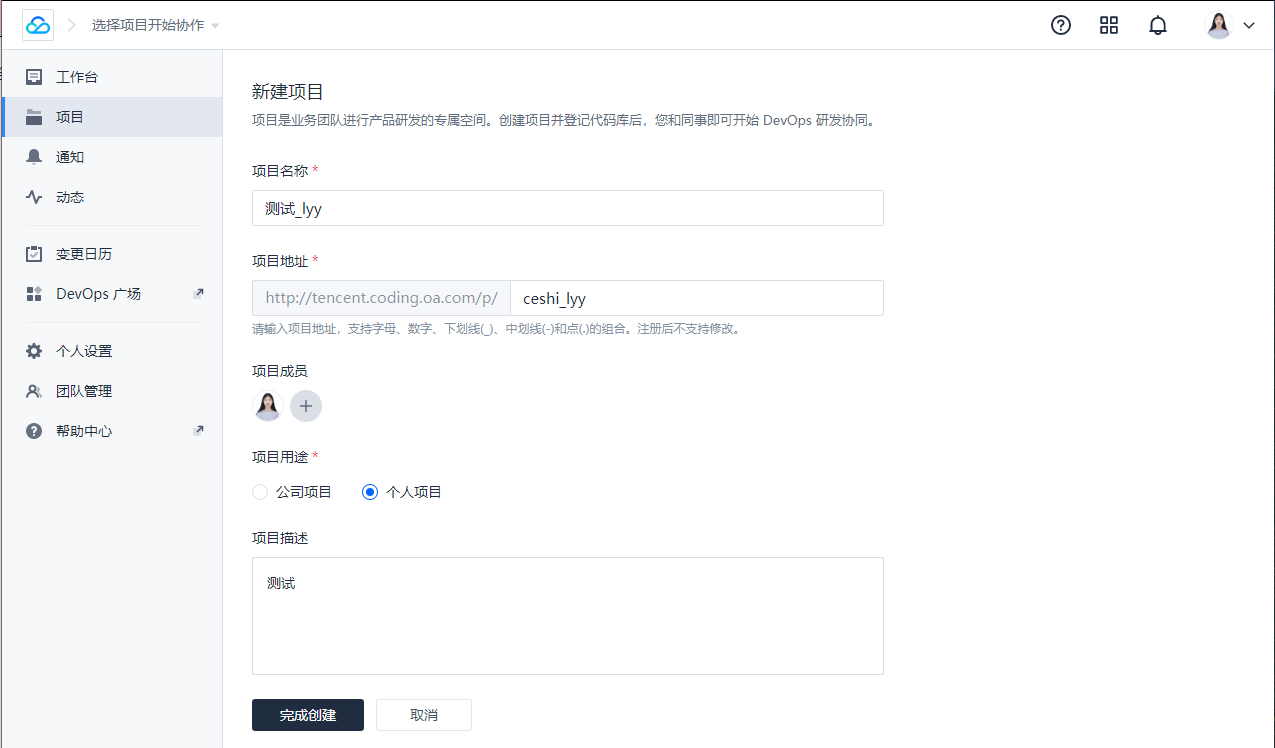 选择项目开始协作
工作台
项目
通知
动态
变更日历
DevOps 广场
个人设置
团队管理
帮助中心
新建项目
项目是业务团队进行产品研发的专属空间。创建项目并登记代码库后，您和同事即可开始 DevOps 研发协同。
项目名称 *
测试_lyy
项目地址 *
http://tencent.coding.oa.com/p/ ceshi_lyy
请输入项目地址，支持字母、数字、下划线(_)、中划线(-)和点(.)的组合。注册后不支持修改。
项目成员
项目用途 *
公司项目 个人项目
项目描述
测试
完成创建 取消